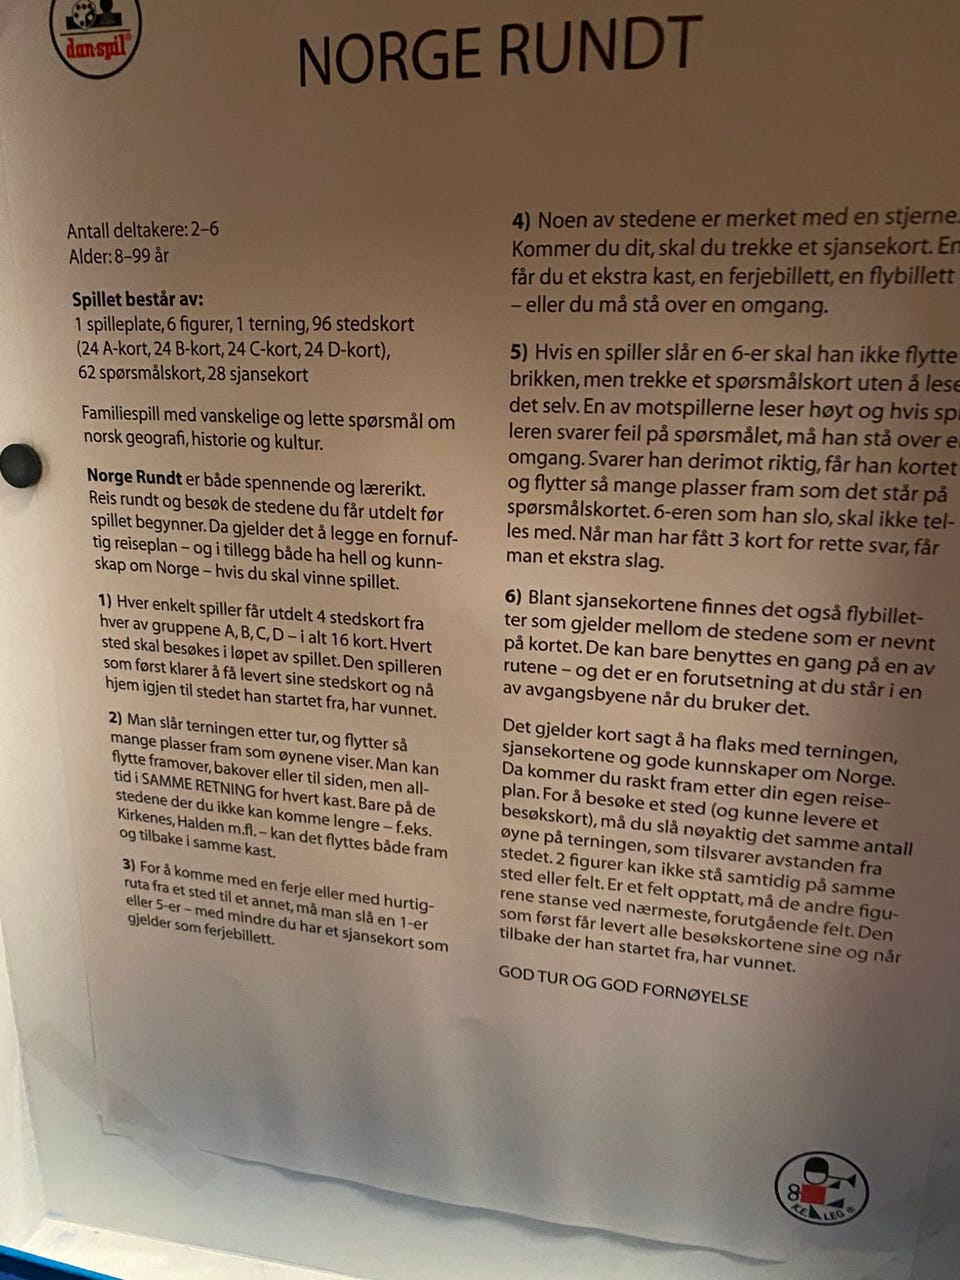 dan-spil®
NORGE RUNDT
Antall deltakere: 2–6
Alder: 8–99 år
Spillet består av:
1 spilleplate, 6 figurer, 1 terning, 96 stedskort
(24 A-kort, 24 B-kort, 24 C-kort, 24 D-kort),
62 spørsmålskort, 28 sjansekort
Familiespill med vanskelige og lette spørsmål om
norsk geografi, historie og kultur.
Norge Rundt er både spennende og lærerikt.
Reis rundt og besøk de stedene du får utdelt før
spillet begynner. Da gjelder det å legge en fornuf-
tig reiseplan – og i tillegg både ha hell og kunn-
skap om Norge – hvis du skal vinne spillet.
1) Hver enkelt spiller får utdelt 4 stedskort fra
hver av gruppene A, B, C, D – i alt 16 kort. Hvert
sted skal besøkes i løpet av spillet. Den spilleren
som først klarer å få levert sine stedskort og nå
hjem igjen til stedet han startet fra, har vunnet.
2) Man slår terningen etter tur, og flytter så
mange plasser fram som øynene viser. Man kan
flytte framover, bakover eller til siden, men all-
tid i SAMME RETNING for hvert kast. Bare på de
stedene der du ikke kan komme lengre – f.eks.
Kirkenes, Halden m.fl. – kan det flyttes både fram
og tilbake i samme kast.
3) For å komme med en ferje eller med hurtig-
ruta fra et sted til et annet, må man slå en 1-er
eller 5-er – med mindre du har et sjansekort som
gjelder som ferjebillett.
4) Noen av stedene er merket med en stjerne.
Kommer du dit, skal du trekke et sjansekort. En
får du et ekstra kast, en ferjebillett, en flybillett
– eller du må stå over en omgang.
5) Hvis en spiller slår en 6-er skal han ikke flytte
brikken, men trekke et spørsmålskort uten å lese
det selv. En av motspillerne leser høyt og hvis spi
leren svarer feil på spørsmålet, må han stå over e
omgang. Svarer han derimot riktig, får han kortet
og flytter så mange plasser fram som det står på
spørsmålskortet. 6-eren som han slo, skal ikke tel-
les med. Når man har fått 3 kort for rette svar, får
man et ekstra slag.
6) Blant sjansekortene finnes det også flybillet-
ter som gjelder mellom de stedene som er nevnt
på kortet. De kan bare benyttes en gang på en av
rutene – og det er en forutsetning at du står i en
av avgangsbyene når du bruker det.
Det gjelder kort sagt å ha flaks med terningen,
sjansekortene og gode kunnskaper om Norge.
Da kommer du raskt fram etter din egen reise-
plan. For å besøke et sted (og kunne levere et
besøkskort), må du slå nøyaktig det samme antall
øyne på terningen, som tilsvarer avstanden fra
stedet. 2 figurer kan ikke stå samtidig på samme
sted eller felt. Er et felt opptatt, må de andre figu-
rene stanse ved nærmeste, forutgående felt. Den
som først får levert alle besøkskortene sine og når
tilbake der han startet fra, har vunnet.
GOD TUR OG GOD FORNØYELSE
8
ICE LEG ®